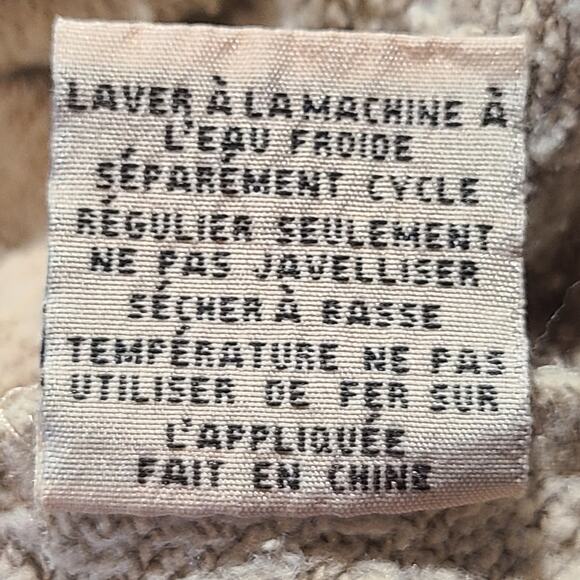 LAVER À LA MACHINE À
L'EAU FROIDE
SÉPARÉMENT CYCLE
RÉGULIER SEULEMENT
NE PAS JAVELLISER
SÉCHER À BASSE
TEMPÉRATURE NE PAS
UTILISER DE FER SUR
L'APPLIQUÉE
FAIT EN CHINE